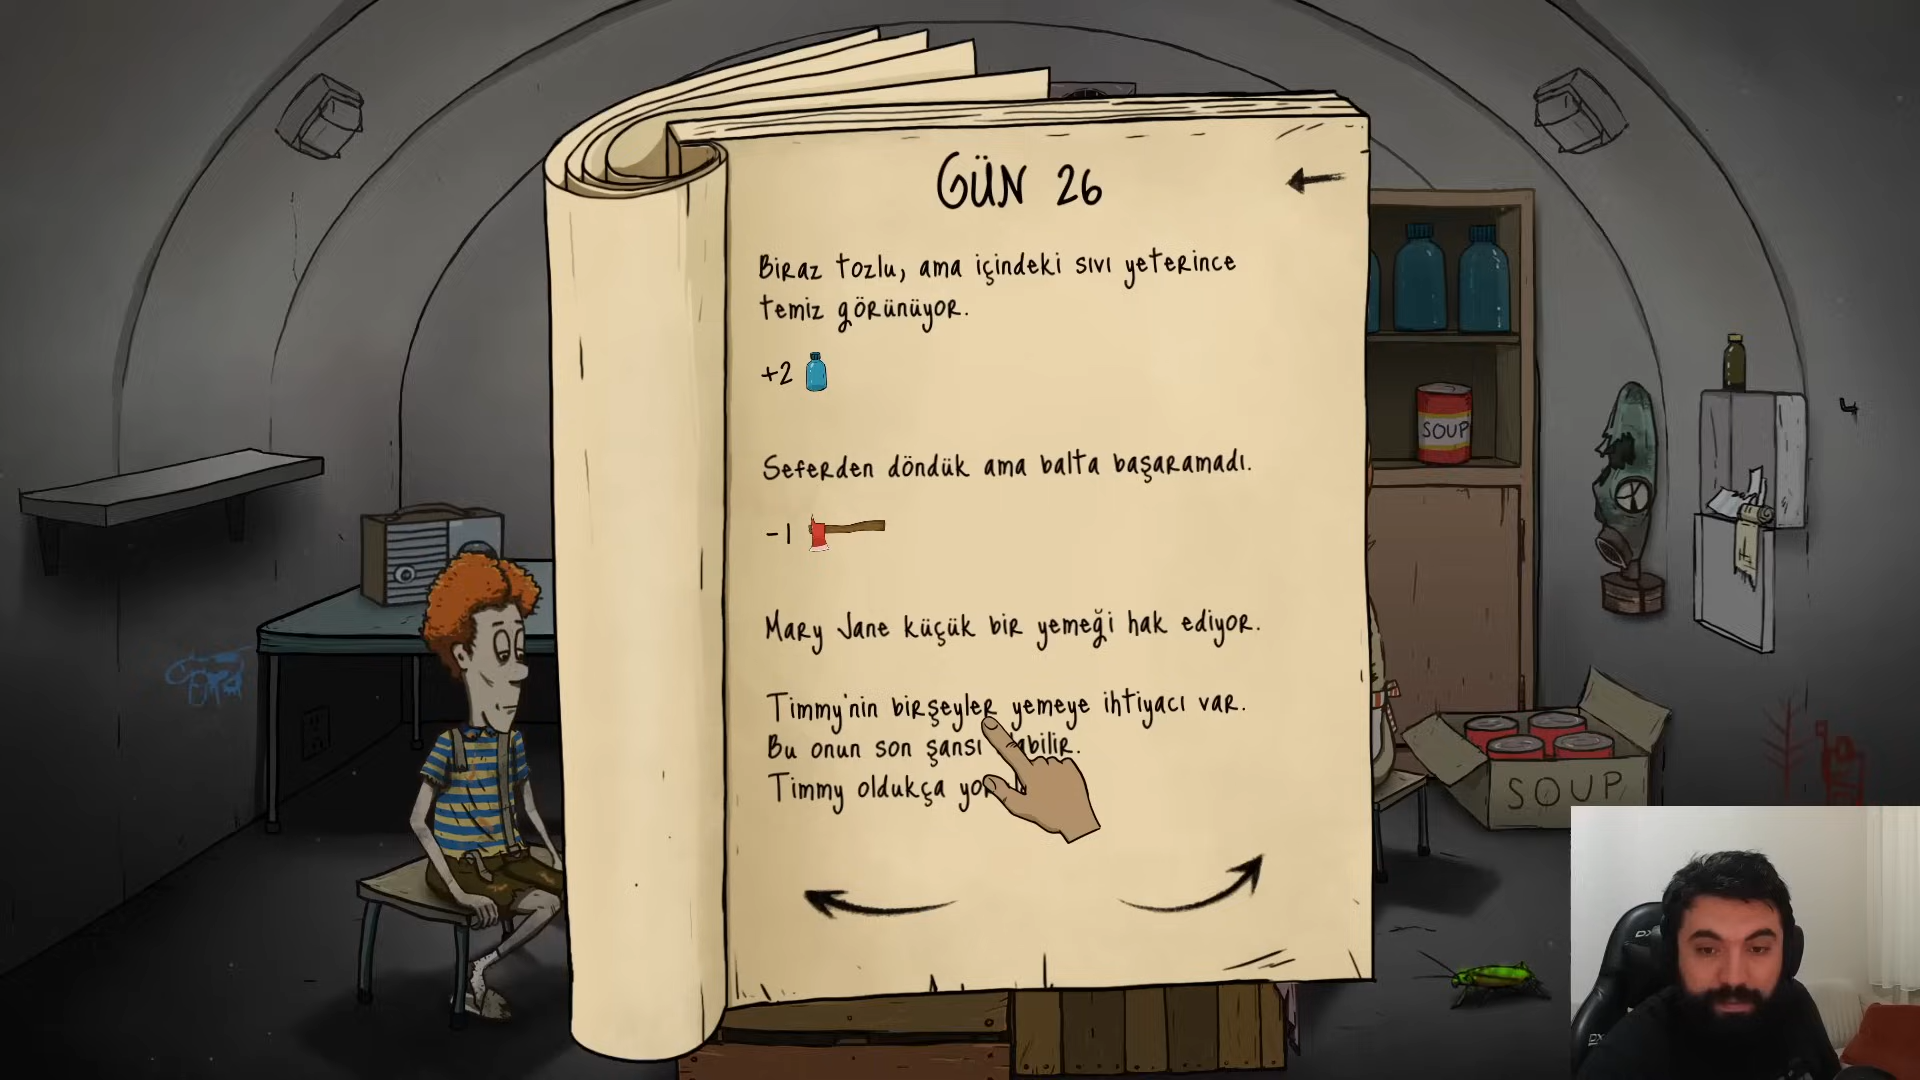 GÜN 26
Biraz tozlu, ama içindeki sıvı yeterince
temiz görünüyor.
+2
Seferden döndük ama balta başaramadı.
-1
Mary Jane küçük bir yemeği hak ediyor.
Timmy'nin birşeyler yemeye ihtiyacı var.
Bu onun son şansı
Timmy oldukça
SOUP
SOUP